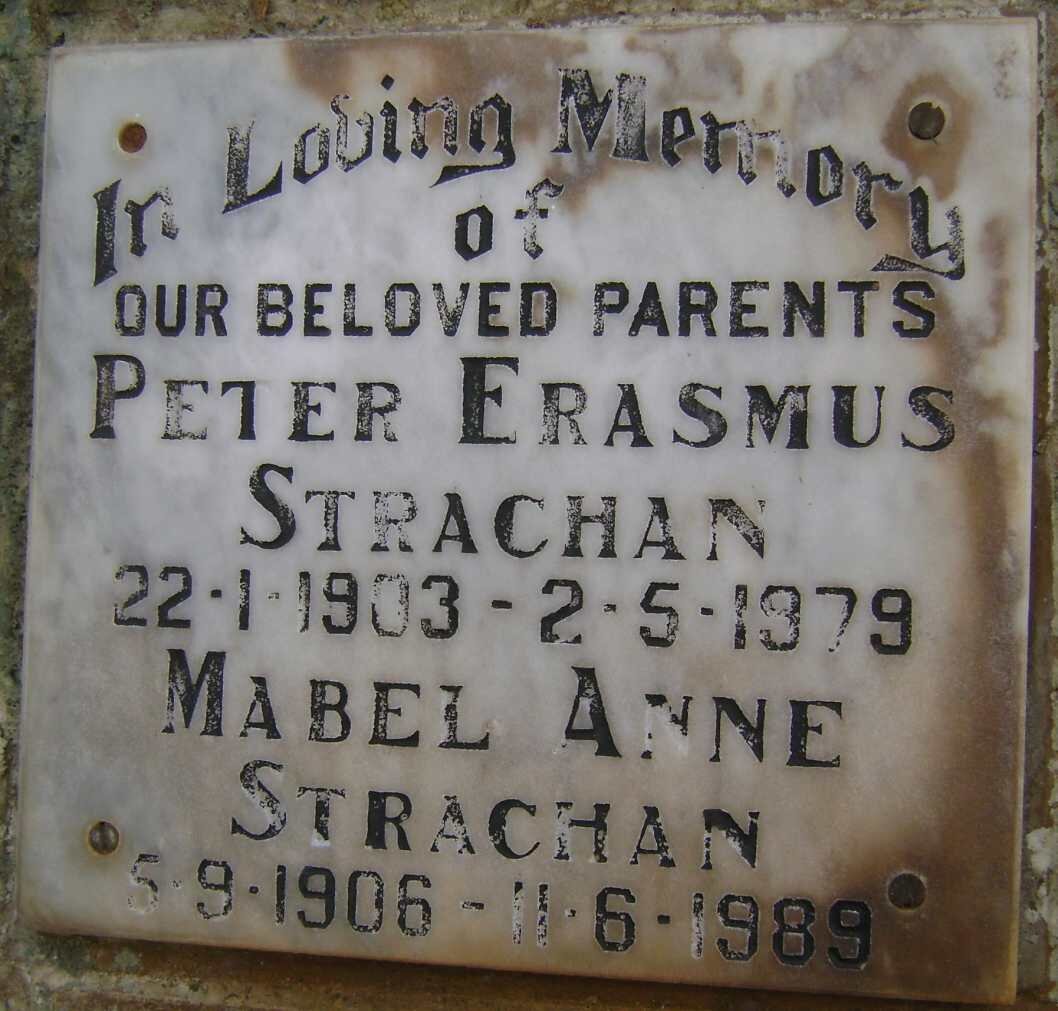 In Loving Memory
of
OUR BELOVED PARENTS
PETER ERASMUS
STRACHAN
22·1·1903 - 2·5·1979
MABEL ANNE
STRACHAN
5·9·1906 - 11·6·1989